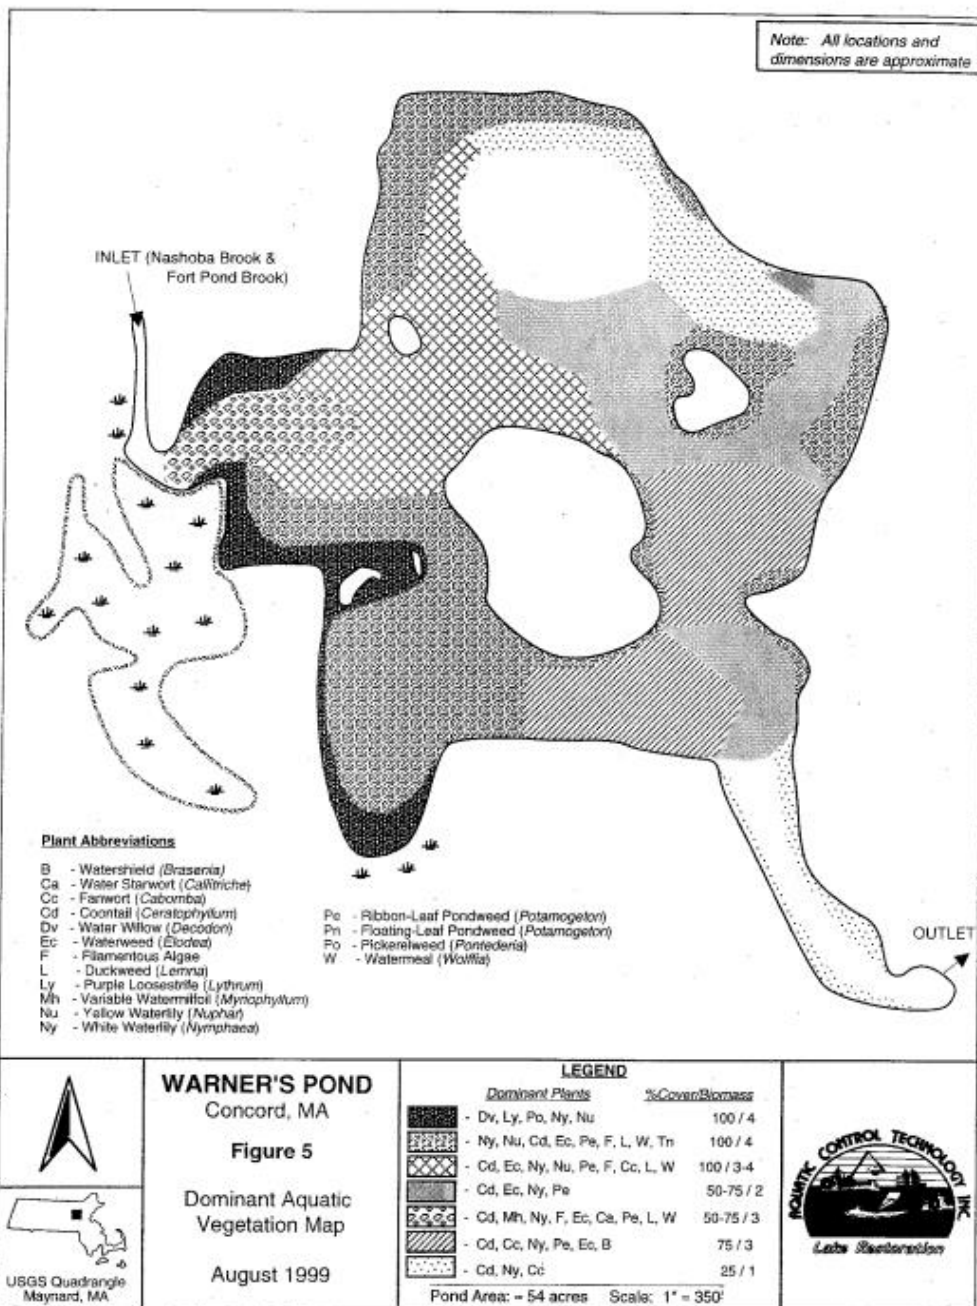 Note: All locations and
dimensions are approximate
INLET (Nashoba Brook &
Fort Pond Brook)
Plant Abbreviations
B - Watershield (Brasenia)
Ca - Water Starwort (Callitriche)
Cc - Fanwort (Cabomba)
Cd - Coontail (Ceratophyllum)
Dv - Water Willow (Decodon)
Ec - Waterweed (Elodea)
F - Filamentous Algae
L - Duckweed (Lemna)
Ly - Purple Loosestrife (Lythrum)
Mh - Variable Watermilfoil (Myriophyllum)
Nu - Yellow Waterlily (Nuphar)
Ny - White Waterlily (Nymphaea)
Pe - Ribbon-Leaf Pondweed (Potamogeton)
Pn - Floating-Leaf Pondweed (Potamogeton)
Po - Pickerelweed (Pontederia)
W - Watermeal (Wolffia)
OUTLET
WARNER'S POND
Concord, MA
Figure 5
Dominant Aquatic
Vegetation Map
August 1999
USGS Quadrangle
Maynard, MA
LEGEND
Dominant Plants %Cover/Biomass
- Dv, Ly, Po, Ny, Nu 100 / 4
- Ny, Nu, Cd, Ec, Pe, F, L, W, Tn 100 / 4
- Cd, Ec, Ny, Nu, Pe, F, Cc, L, W 100 / 3-4
- Cd, Ec, Ny, Pe 50-75 / 2
- Cd, Mh, Ny, F, Ec, Ca, Pe, L, W 50-75 / 3
- Cd, Cc, Ny, Pe, Ec, B 75 / 3
- Cd, Ny, Cc 25 / 1
Pond Area: ~ 54 acres Scale: 1" = 350'
AQUATIC CONTROL TECHNOLOGY INC.
Lake Restoration